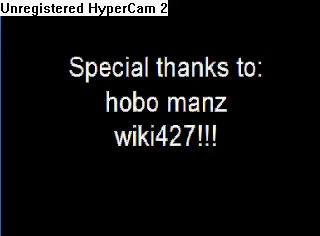 Unregistered HyperCam 2
Special thanks to:
hobo manz
wiki427!!!